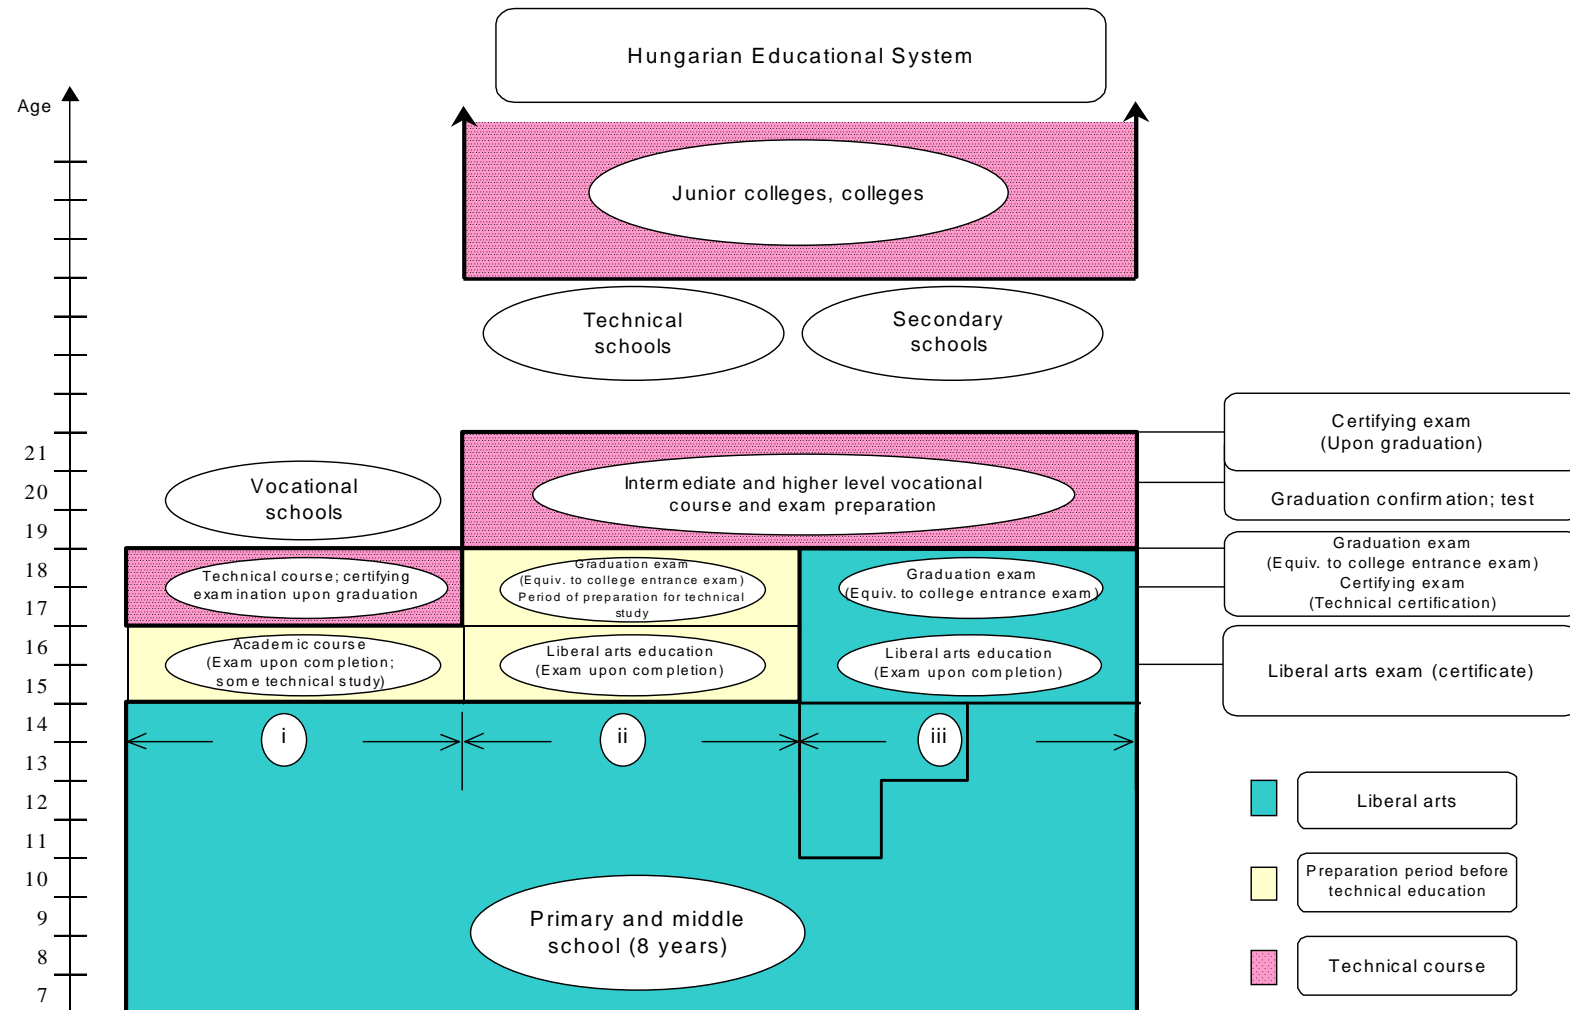 Hungarian Educational System
Age
Junior colleges, colleges
Technical
schools
Secondary
schools
Certifying exam
(Upon graduation)
21
20
19
18
17
16
15
14
13
12
11
10
9
8
7
Vocational
schools
Intermediate and higher level vocational
course and exam preparation
Graduation confirmation; test
Technical course; certifying
examination upon graduation
Graduation exam
(Equiv. to college entrance exam)
Period of preparation for technical
study
Graduation exam
(Equiv. to college entrance exam)
Graduation exam
(Equiv. to college entrance exam)
Certifying exam
(Technical certification)
Academic course
(Exam upon completion;
some technical study)
Liberal arts education
(Exam upon completion)
Liberal arts education
(Exam upon completion)
Liberal arts exam (certificate)
i
ii
iii
Primary and middle
school (8 years)
Liberal arts
Preparation period before
technical education
Technical course